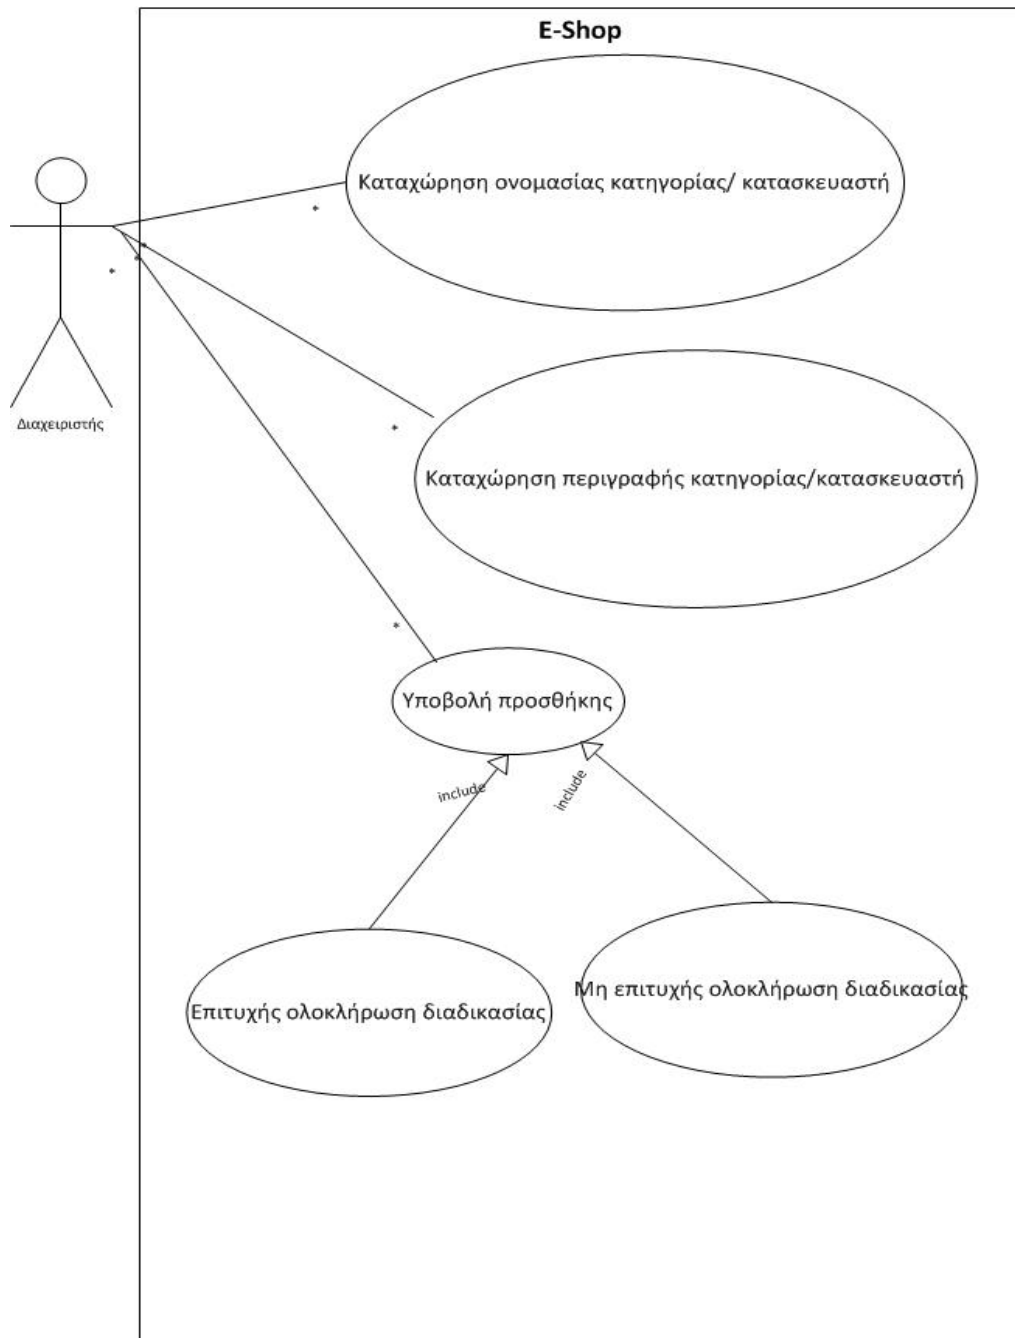 E-Shop
Καταχώρηση ονομασίας κατηγορίας/ κατασκευαστή
*
*
*
*
Διαχειριστής
*
Καταχώρηση περιγραφής κατηγορίας/κατασκευαστή
*
Υποβολή προσθήκης
include
include
Μη επιτυχής ολοκλήρωση διαδικασίας
Επιτυχής ολοκλήρωση διαδικασίας